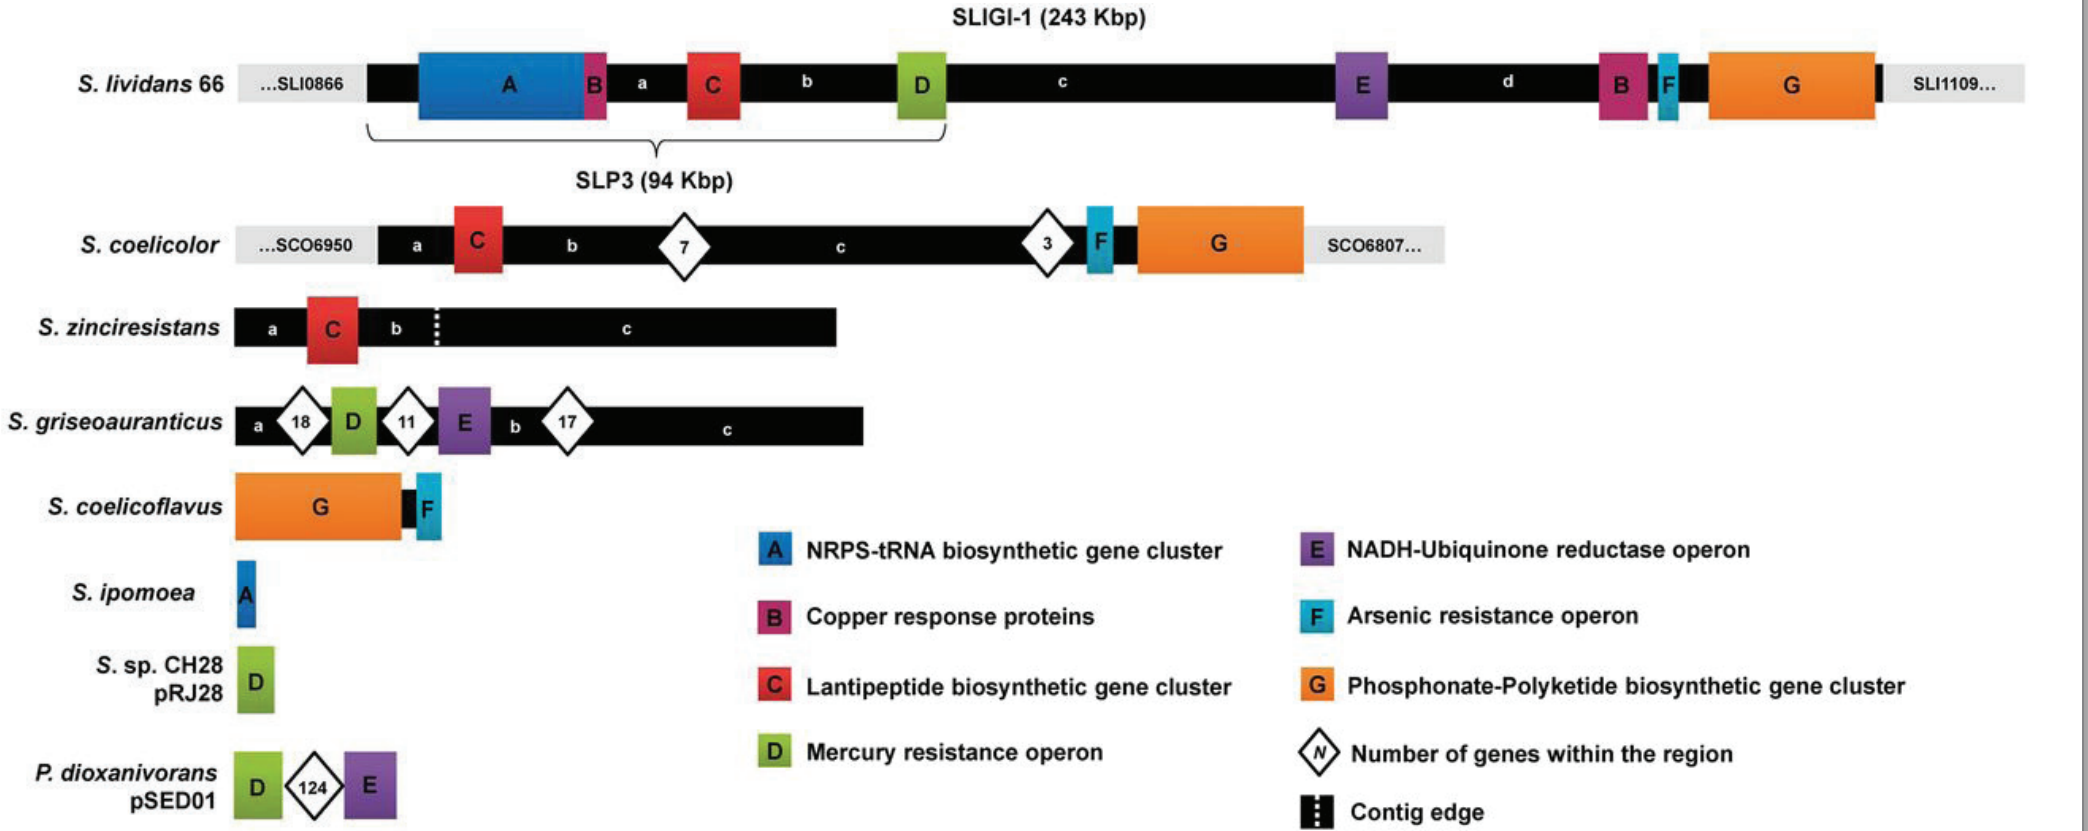 SLIGI-1 (243 Kbp)
S. lividans 66 ...SLI0866 A B a C b D c E d B F G SLI1109...
SLP3 (94 Kbp)
S. coelicolor ...SCO6950 a C b 7 c 3 F G SCO6807...
S. zinciresistans a C b c
S. griseoauranticus a 18 D 11 E b 17 c
S. coelicoflavus G F
S. ipomoea A
S. sp. CH28
pRJ28 D
P. dioxanivorans
pSED01 D 124 E
A NRPS-tRNA biosynthetic gene cluster
B Copper response proteins
C Lantipeptide biosynthetic gene cluster
D Mercury resistance operon
E NADH-Ubiquinone reductase operon
F Arsenic resistance operon
G Phosphonate-Polyketide biosynthetic gene cluster
N Number of genes within the region
Contig edge